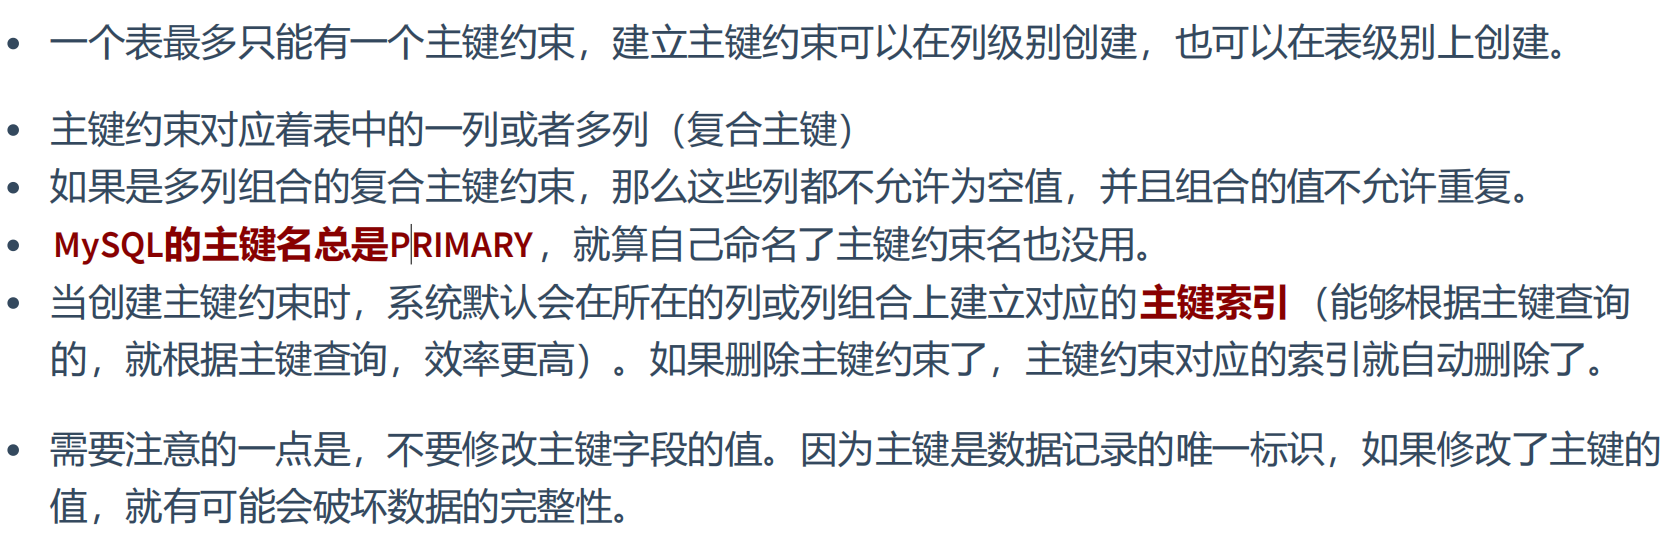 一个表最多只能有一个主键约束，建立主键约束可以在列级别创建，也可以在表级别上创建。
主键约束对应着表中的一列或者多列（复合主键）
如果是多列组合的复合主键约束，那么这些列都不允许为空值，并且组合的值不允许重复。
MySQL的主键名总是PRIMARY，就算自己命名了主键约束名也没用。
当创建主键约束时，系统默认会在所在的列或列组合上建立对应的主键索引（能够根据主键查询
的，就根据主键查询，效率更高）。如果删除主键约束了，主键约束对应的索引就自动删除了。
需要注意的一点是，不要修改主键字段的值。因为主键是数据记录的唯一标识，如果修改了主键的
值，就有可能会破坏数据的完整性。